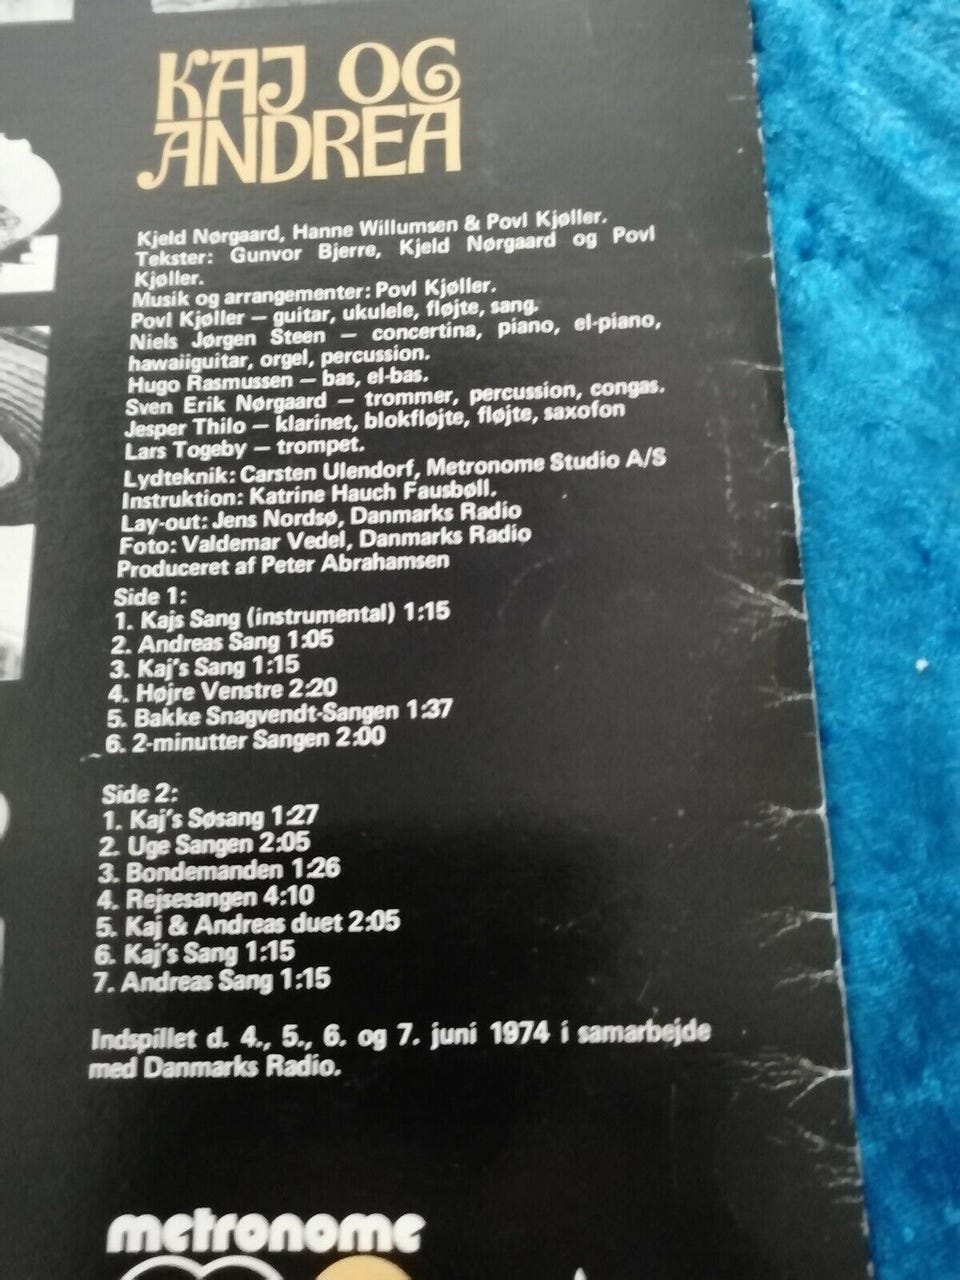 KAJ OG
ANDREA
Kjeld Nørgaard, Hanne Willumsen & Povl Kjøller.
Tekster: Gunvor Bjerre, Kjeld Nørgaard og Povl
Kjøller.
Musik og arrangementer: Povl Kjøller.
Povl Kjøller — guitar, ukulele, fløjte, sang.
Niels Jørgen Steen — concertina, piano, el-piano,
hawaiiguitar, orgel, percussion.
Hugo Rasmussen — bas, el-bas.
Sven Erik Nørgaard — trommer, percussion, congas.
Jesper Thilo — klarinet, blokfløjte, fløjte, saxofon
Lars Togeby — trompet.
Lydteknik: Carsten Ulendorf, Metronome Studio A/S
Instruktion: Katrine Hauch Fausbøll.
Lay-out: Jens Nordsø, Danmarks Radio
Foto: Valdemar Vedel, Danmarks Radio
Produceret af Peter Abrahamsen
Side 1:
1. Kajs Sang (instrumental) 1:15
2. Andreas Sang 1:05
3. Kaj's Sang 1:15
4. Højre Venstre 2:20
5. Bakke Snagvendt-Sangen 1:37
6. 2-minutter Sangen 2:00
Side 2:
1. Kaj's Søsang 1:27
2. Uge Sangen 2:05
3. Bondemanden 1:26
4. Rejsesangen 4:10
5. Kaj & Andreas duet 2:05
6. Kaj's Sang 1:15
7. Andreas Sang 1:15
Indspillet d. 4., 5., 6. og 7. juni 1974 i samarbejde
med Danmarks Radio.
metronome